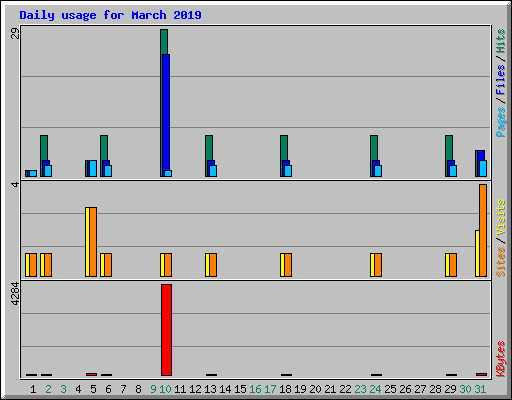 Daily usage for March 2019
29
Pages / Files / Hits
4
Sites / Visits
4284
KBytes
1 2 3 4 5 6 7 8 9 10 11 12 13 14 15 16 17 18 19 20 21 22 23 24 25 26 27 28 29 30 31